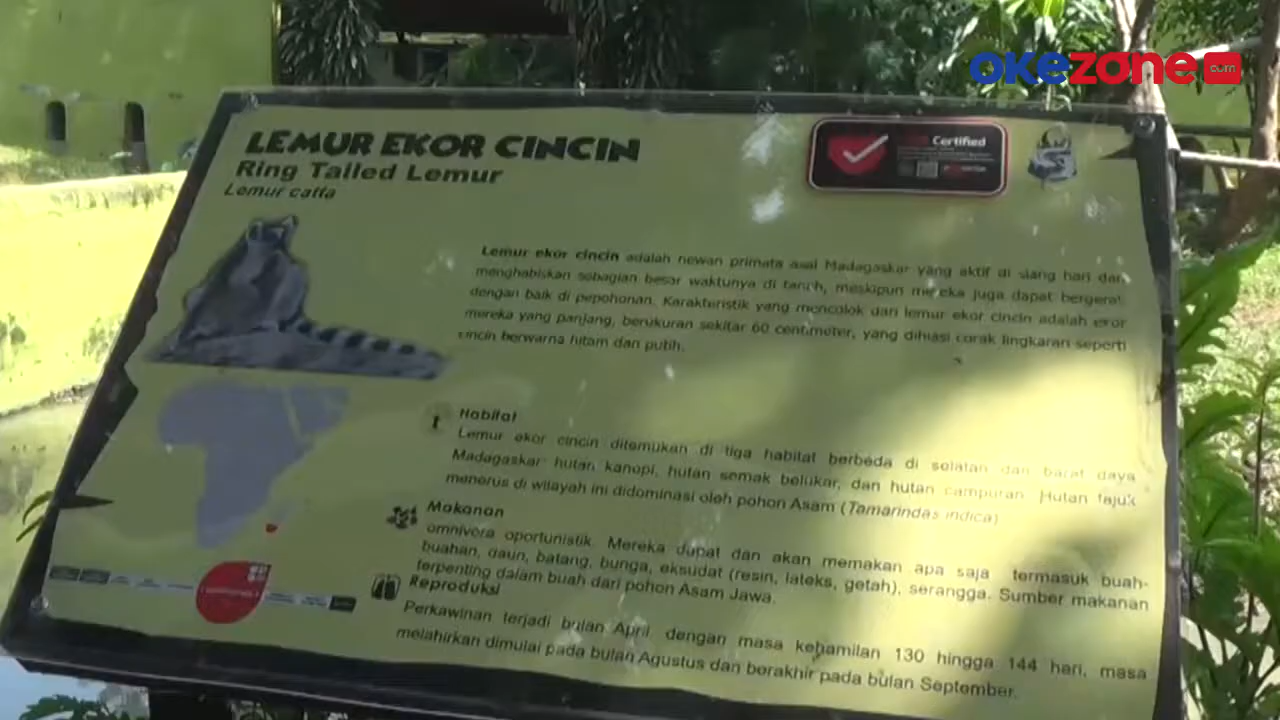 okezone.com
LEMUR EKOR CINCIN
Ring Tailed Lemur
Lemur catta
Certified
Lemur ekor cincin adalah hewan primata asal Madagaskar yang aktif di siang hari dan
menghabiskan sebagian besar waktunya di tanah, meskipun mereka juga dapat bergerak
dengan baik di pepohonan. Karakteristik yang mencolok dari lemur ekor cincin adalah ekor
mereka yang panjang, berukuran sekitar 60 centimeter, yang dihiasi corak lingkaran seperti
cincin berwarna hitam dan putih.
Habitat
Lemur ekor cincin ditemukan di tiga habitat berbeda di selatan dan barat daya
Madagaskar: hutan kanopi, hutan semak belukar, dan hutan campuran. Hutan tajuk
menerus di wilayah ini didominasi oleh pohon Asam (Tamarindas indica)
Makanan
omnivora oportunistik. Mereka dapat dan akan memakan apa saja termasuk buah-
buahan, daun, batang, bunga, eksudat (resin, lateks, getah), serangga. Sumber makanan
terpenting dalam buah dari pohon Asam Jawa.
Reproduksi
Perkawinan terjadi bulan April, dengan masa kehamilan 130 hingga 144 hari, masa
melahirkan dimulai pada bulan Agustus dan berakhir pada bulan September.